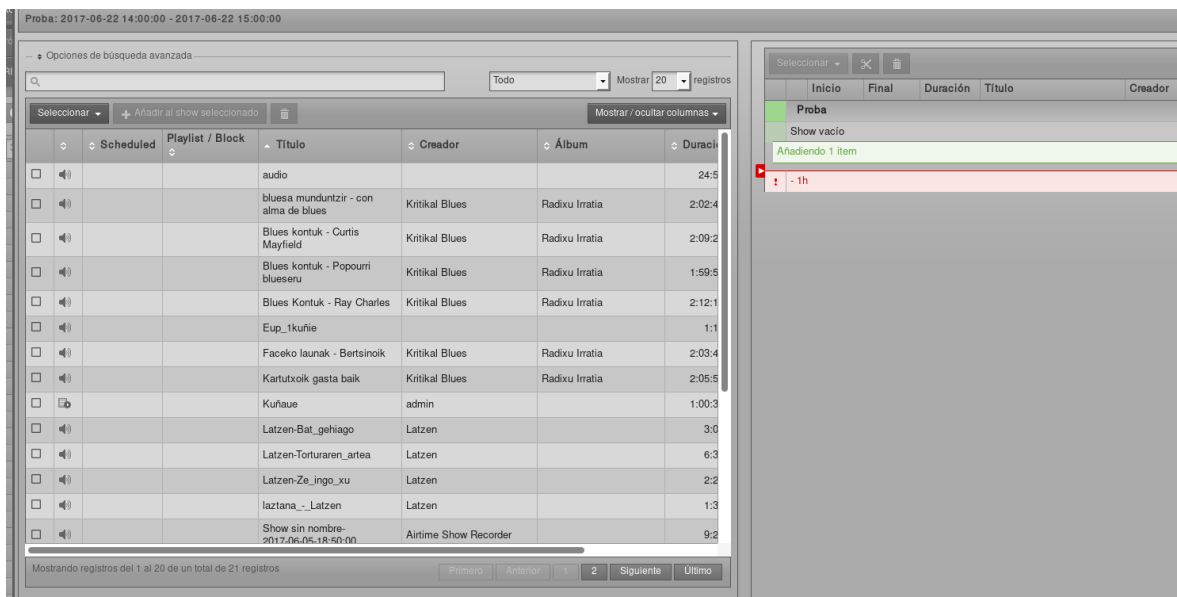 Proba: 2017-06-22 14:00:00 - 2017-06-22 15:00:00
Opciones de búsqueda avanzada
Todo Mostrar 20 registros
Seleccionar Añadir al show seleccionado Mostrar / ocultar columnas
Scheduled Playlist / Block Título Creador Álbum Duració
audio 24:5
bluesa munduntzir - con
alma de blues Kritikal Blues Radixu Irratia 2:02:4
Blues kontuk - Curtis
Mayfield Kritikal Blues Radixu Irratia 2:09:2
Blues kontuk - Popourri
blueseru Kritikal Blues Radixu Irratia 1:59:5
Blues Kontuk - Ray Charles Kritikal Blues Radixu Irratia 2:12:1
Eup_1kuñie 1:1
Faceko launak - Bertsinoik Kritikal Blues Radixu Irratia 2:03:4
Kartutxoik gasta baik Kritikal Blues Radixu Irratia 2:05:5
Kuñaue admin 1:00:3
Latzen-Bat_gehiago Latzen 3:0
Latzen-Torturaren_artea Latzen 6:3
Latzen-Ze_ingo_xu Latzen 2:2
laztana_-_Latzen Latzen 1:3
Show sin nombre-
2017-06-05-18:50:00 Airtime Show Recorder 9:2
Mostrando registros del 1 al 20 de un total de 21 registros
Primero Anterior 1 2 Siguiente Último
Seleccionar
Inicio Final Duración Título Creador
Proba
Show vacío
Añadiendo 1 item
! - 1h